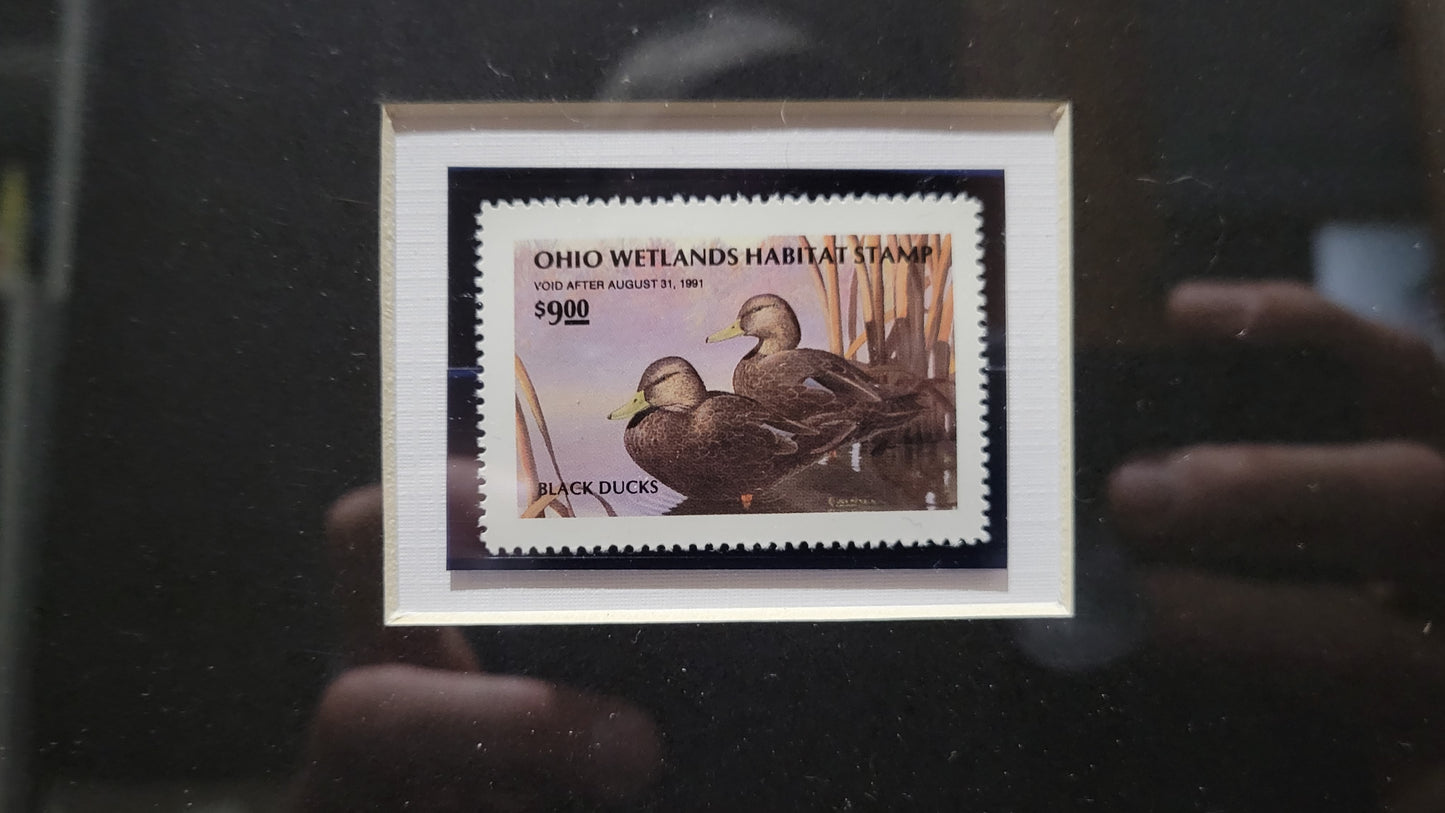 OHIO WETLANDS HABITAT STAMP
VOID AFTER AUGUST 31, 1991
$9.00
BLACK DUCKS